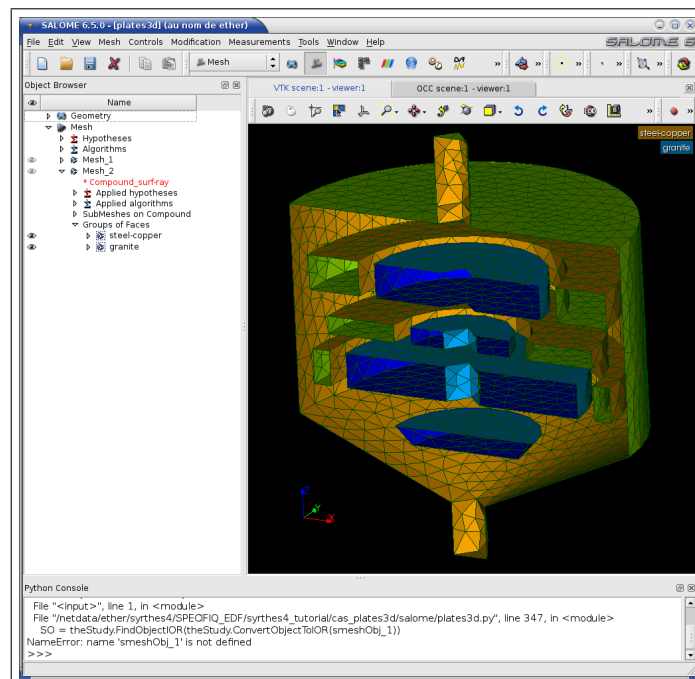 SALOME 6.5.0 - [plates3d] (au nom de ether)
File Edit View Mesh Controls Modification Measurements Tools Window Help
SALOME 6
Mesh
Object Browser
Name
Geometry
Mesh
Hypotheses
Algorithms
Mesh_1
Mesh_2
* Compound_surf-ray
Applied hypotheses
Applied algorithms
SubMeshes on Compound
Groups of Faces
steel-copper
granite
VTK scene:1 - viewer:1
OCC scene:1 - viewer:1
steel-copper
granite
Python Console
File "<input>", line 1, in <module>
File "/netdata/ether/syrthes4/SPECIFIQ_EDF/syrthes4_tutorial/cas_plates3d/salome/plates3d.py", line 347, in <module>
SO = theStudy.FindObjectIOR(theStudy.ConvertObjectToIOR(smeshObj_1))
NameError: name 'smeshObj_1' is not defined
>>>